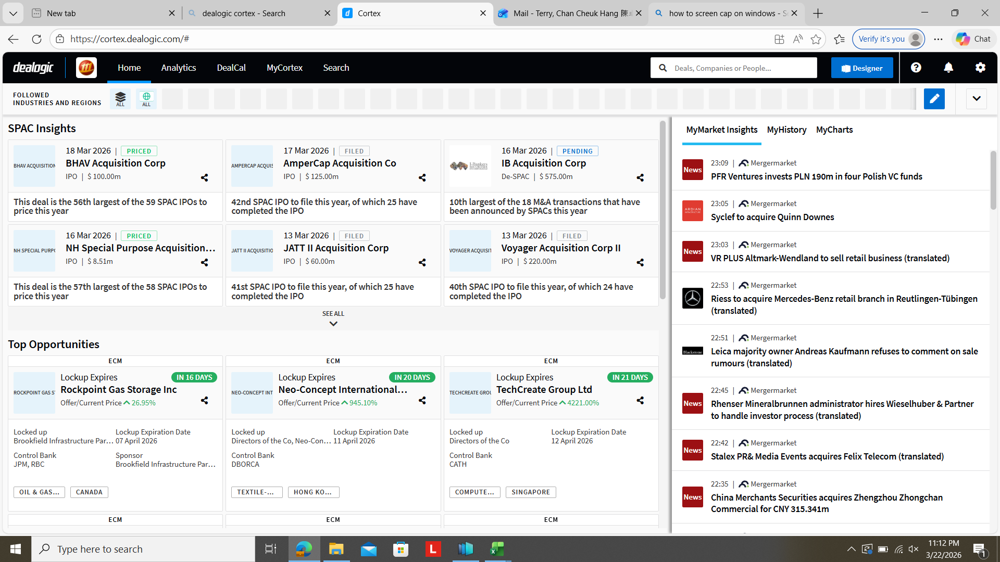 New tab
dealogic cortex - Search
Cortex
Mail - Terry, Chan Cheuk Hang 陳
how to screen cap on windows - S
https://cortex.dealogic.com/#
Verify it's you
Chat
dealogic
Home
Analytics
DealCal
MyCortex
Search
Deals, Companies or People...
Designer
FOLLOWED
INDUSTRIES AND REGIONS
ALL
ALL
SPAC Insights
BHAV ACQUISITION
18 Mar 2026 | PRICED
BHAV Acquisition Corp
IPO | $ 100.00m
This deal is the 56th largest of the 59 SPAC IPOs to
price this year
AMPERCAP ACQUIS
17 Mar 2026 | FILED
AmperCap Acquisition Co
IPO | $ 125.00m
42nd SPAC IPO to file this year, of which 25 have
completed the IPO
I-Bankers
16 Mar 2026 | PENDING
IB Acquisition Corp
De-SPAC | $ 575.00m
10th largest of the 18 M&A transactions that have
been announced by SPACs this year
NH SPECIAL PURPO
16 Mar 2026 | PRICED
NH Special Purpose Acquisition...
IPO | $ 8.51m
This deal is the 57th largest of the 58 SPAC IPOs to
price this year
JATT II ACQUISITIO
13 Mar 2026 | FILED
JATT II Acquisition Corp
IPO | $ 60.00m
41st SPAC IPO to file this year, of which 25 have
completed the IPO
VOYAGER ACQUISIT
13 Mar 2026 | FILED
Voyager Acquisition Corp II
IPO | $ 220.00m
40th SPAC IPO to file this year, of which 24 have
completed the IPO
SEE ALL
Top Opportunities
ECM
ROCKPOINT GAS S
Lockup Expires
IN 16 DAYS
Rockpoint Gas Storage Inc
Offer/Current Price 26.95%
Locked up
Brookfield Infrastructure Par...
Lockup Expiration Date
07 April 2026
Control Bank
JPM, RBC
Sponsor
Brookfield Infrastructure Par...
OIL & GAS...
CANADA
ECM
NEO-CONCEPT INT
Lockup Expires
IN 20 DAYS
Neo-Concept International...
Offer/Current Price 945.10%
Locked up
Directors of the Co, Neo-Con...
Lockup Expiration Date
11 April 2026
Control Bank
DBORCA
TEXTILE-...
HONG KO...
ECM
TECHCREATE GROU
Lockup Expires
IN 21 DAYS
TechCreate Group Ltd
Offer/Current Price 4221.00%
Locked up
Directors of the Co
Lockup Expiration Date
12 April 2026
Control Bank
CATH
COMPUTE...
SINGAPORE
ECM
ECM
ECM
MyMarket Insights
MyHistory
MyCharts
News
23:09 | Mergermarket
PFR Ventures invests PLN 190m in four Polish VC funds
ARDIAN
23:05 | Mergermarket
Syclef to acquire Quinn Downes
News
23:03 | Mergermarket
VR PLUS Altmark-Wendland to sell retail business (translated)
22:53 | Mergermarket
Riess to acquire Mercedes-Benz retail branch in Reutlingen-Tübingen
(translated)
Blackstone
22:51 | Mergermarket
Leica majority owner Andreas Kaufmann refuses to comment on sale
rumours (translated)
News
22:45 | Mergermarket
Rhenser Mineralbrunnen administrator hires Wieselhuber & Partner
to handle investor process (translated)
News
22:42 | Mergermarket
Stalex PR& Media Events acquires Felix Telecom (translated)
News
22:35 | Mergermarket
China Merchants Securities acquires Zhengzhou Zhongchan
Commercial for CNY 315.341m
Type here to search
L
11:12 PM
3/22/2026
1